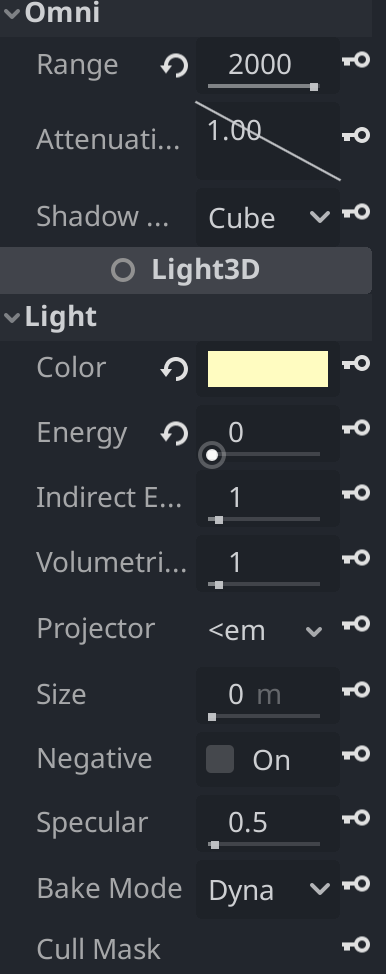 Omni
Range 2000
Attenuati... 1.00
Shadow ... Cube
Light3D
Light
Color
Energy 0
Indirect E... 1
Volumetri... 1
Projector <em
Size 0 m
Negative On
Specular 0.5
Bake Mode Dyna
Cull Mask